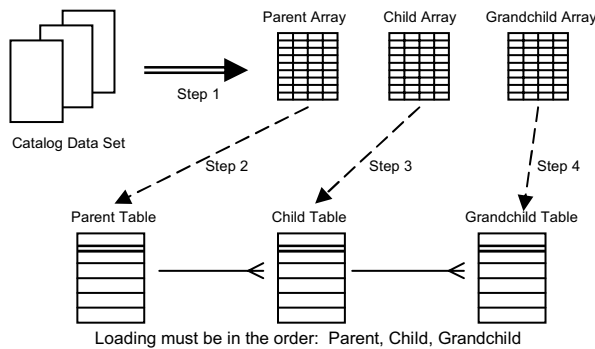 Parent Array
Child Array
Grandchild Array
Step 1
Catalog Data Set
Step 2
Step 3
Step 4
Parent Table
Child Table
Grandchild Table
Loading must be in the order: Parent, Child, Grandchild